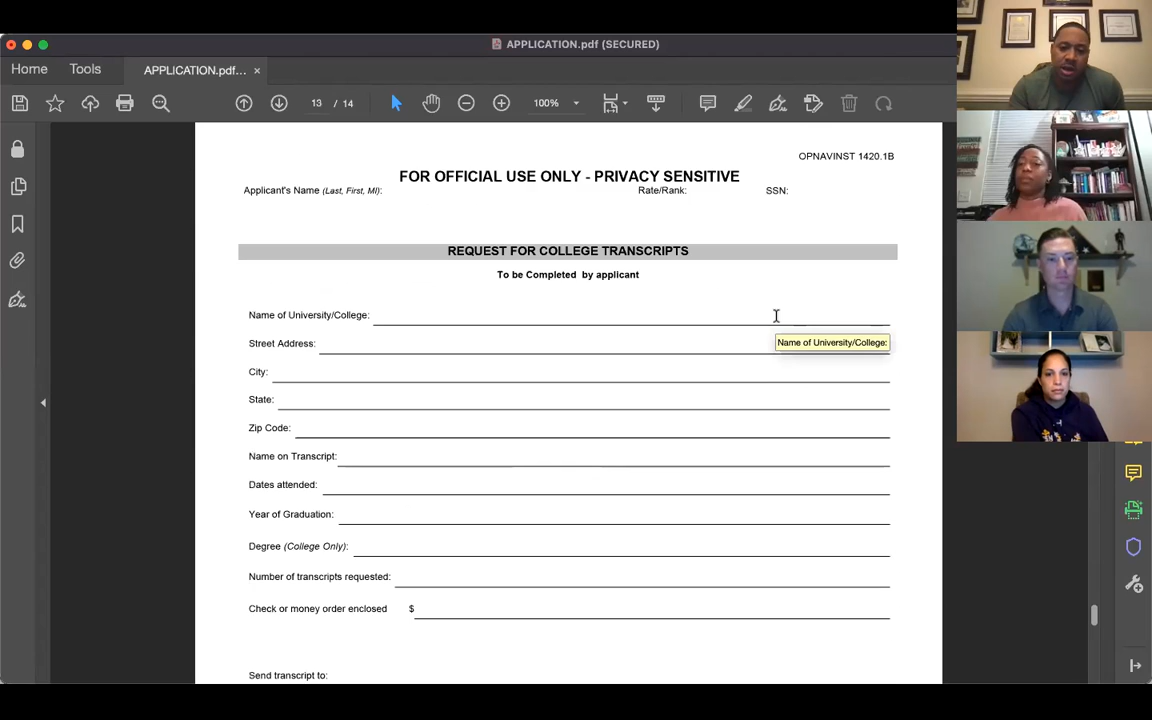 APPLICATION.pdf (SECURED)
Home Tools APPLICATION.pdf... ×
13 / 14 100%
OPNAVINST 1420.1B
FOR OFFICIAL USE ONLY - PRIVACY SENSITIVE
Applicant's Name (Last, First, MI): Rate/Rank: SSN:
REQUEST FOR COLLEGE TRANSCRIPTS
To be Completed by applicant
Name of University/College:
Name of University/College:
Street Address:
City:
State:
Zip Code:
Name on Transcript:
Dates attended:
Year of Graduation:
Degree (College Only):
Number of transcripts requested:
Check or money order enclosed $
Send transcript to: